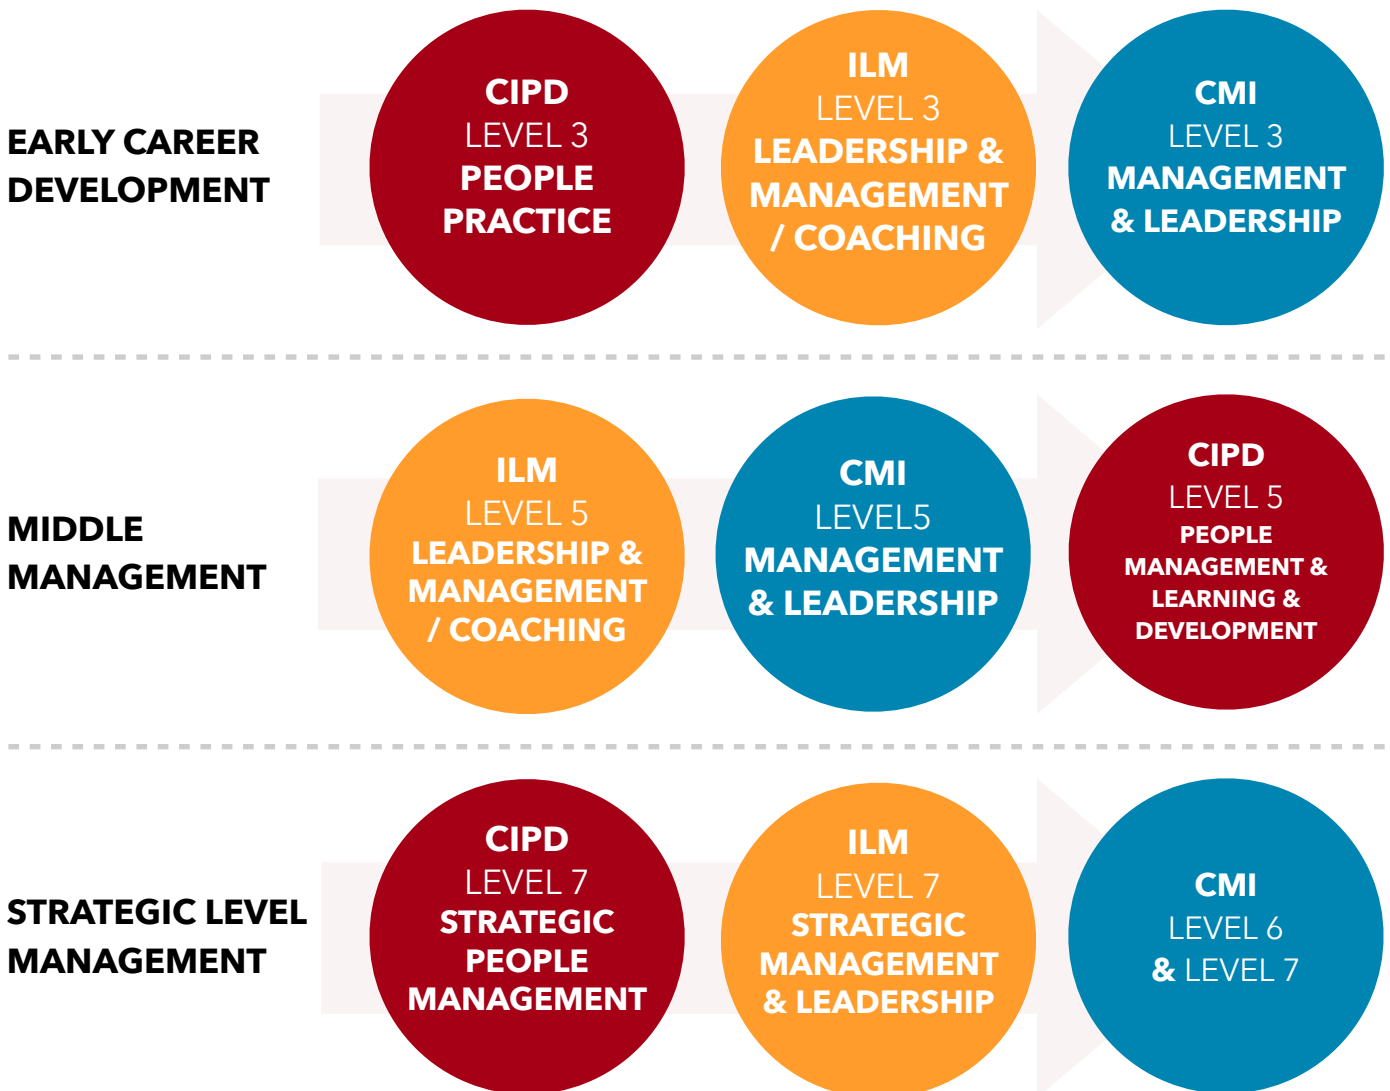 EARLY CAREER
DEVELOPMENT
CIPD
LEVEL 3
PEOPLE
PRACTICE
ILM
LEVEL 3
LEADERSHIP &
MANAGEMENT
/ COACHING
CMI
LEVEL 3
MANAGEMENT
& LEADERSHIP
MIDDLE
MANAGEMENT
ILM
LEVEL 5
LEADERSHIP &
MANAGEMENT
/ COACHING
CMI
LEVEL5
MANAGEMENT
& LEADERSHIP
CIPD
LEVEL 5
PEOPLE
MANAGEMENT &
LEARNING &
DEVELOPMENT
STRATEGIC LEVEL
MANAGEMENT
CIPD
LEVEL 7
STRATEGIC
PEOPLE
MANAGEMENT
ILM
LEVEL 7
STRATEGIC
MANAGEMENT
& LEADERSHIP
CMI
LEVEL 6
& LEVEL 7